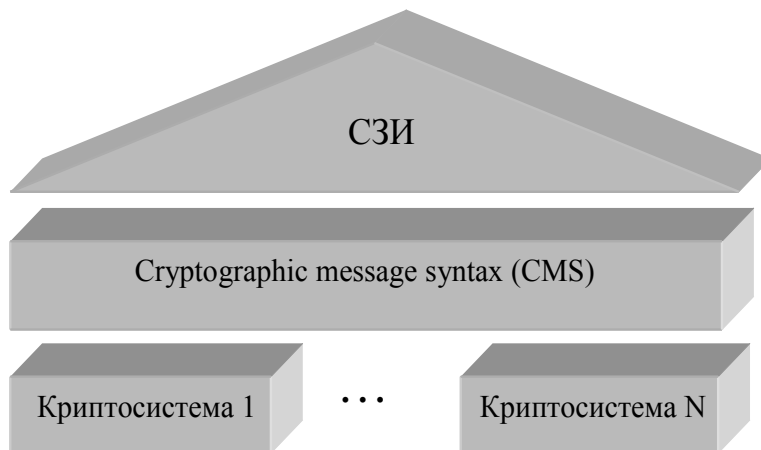 СЗИ
Cryptographic message syntax (CMS)
Криптосистема 1 ... Криптосистема N